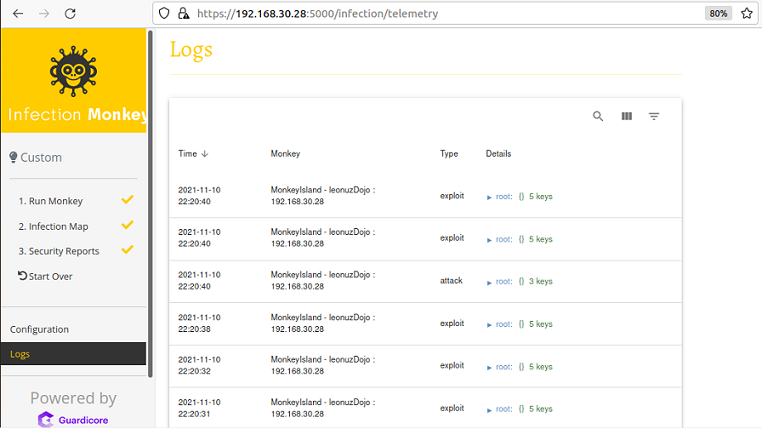 https://192.168.30.28:5000/infection/telemetry
80%
Infection Monkey
Custom
1. Run Monkey
2. Infection Map
3. Security Reports
Start Over
Configuration
Logs
Powered by
Guardicore
Logs
Time Monkey Type Details
2021-11-10 MonkeyIsland - leonuzDojo :
22:20:40 192.168.30.28 exploit root: {} 5 keys
2021-11-10 MonkeyIsland - leonuzDojo :
22:20:40 192.168.30.28 exploit root: {} 5 keys
2021-11-10 MonkeyIsland - leonuzDojo :
22:20:40 192.168.30.28 attack root: {} 3 keys
2021-11-10 MonkeyIsland - leonuzDojo :
22:20:38 192.168.30.28 exploit root: {} 5 keys
2021-11-10 MonkeyIsland - leonuzDojo :
22:20:32 192.168.30.28 exploit root: {} 5 keys
2021-11-10 MonkeyIsland - leonuzDojo :
22:20:31 192.168.30.28 exploit root: {} 5 keys